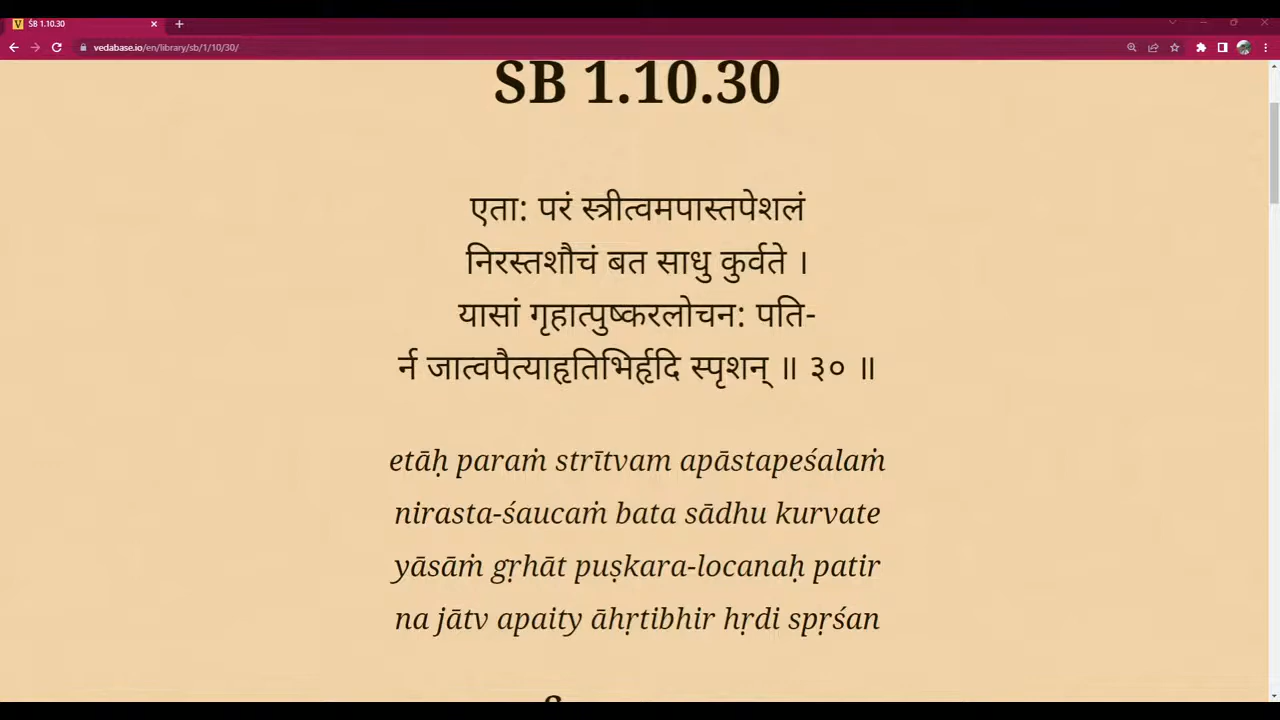 ŚB 1.10.30
vedabase.io/en/library/sb/1/10/30/
SB 1.10.30
एता: परं स्त्रीत्वमपास्तपेशलं
निरस्तशौचं बत साधु कुर्वते ।
यासां गृहात्पुष्करलोचन: पति-
र्न जात्वपैत्याहृतिभिर्हृदि स्पृशन् ॥ ३० ॥
etāḥ paraṁ strītvam apāstapeśalaṁ
nirasta-śaucaṁ bata sādhu kurvate
yāsāṁ gṛhāt puṣkara-locanaḥ patir
na jātv apaity āhṛtibhir hṛdi spṛśan